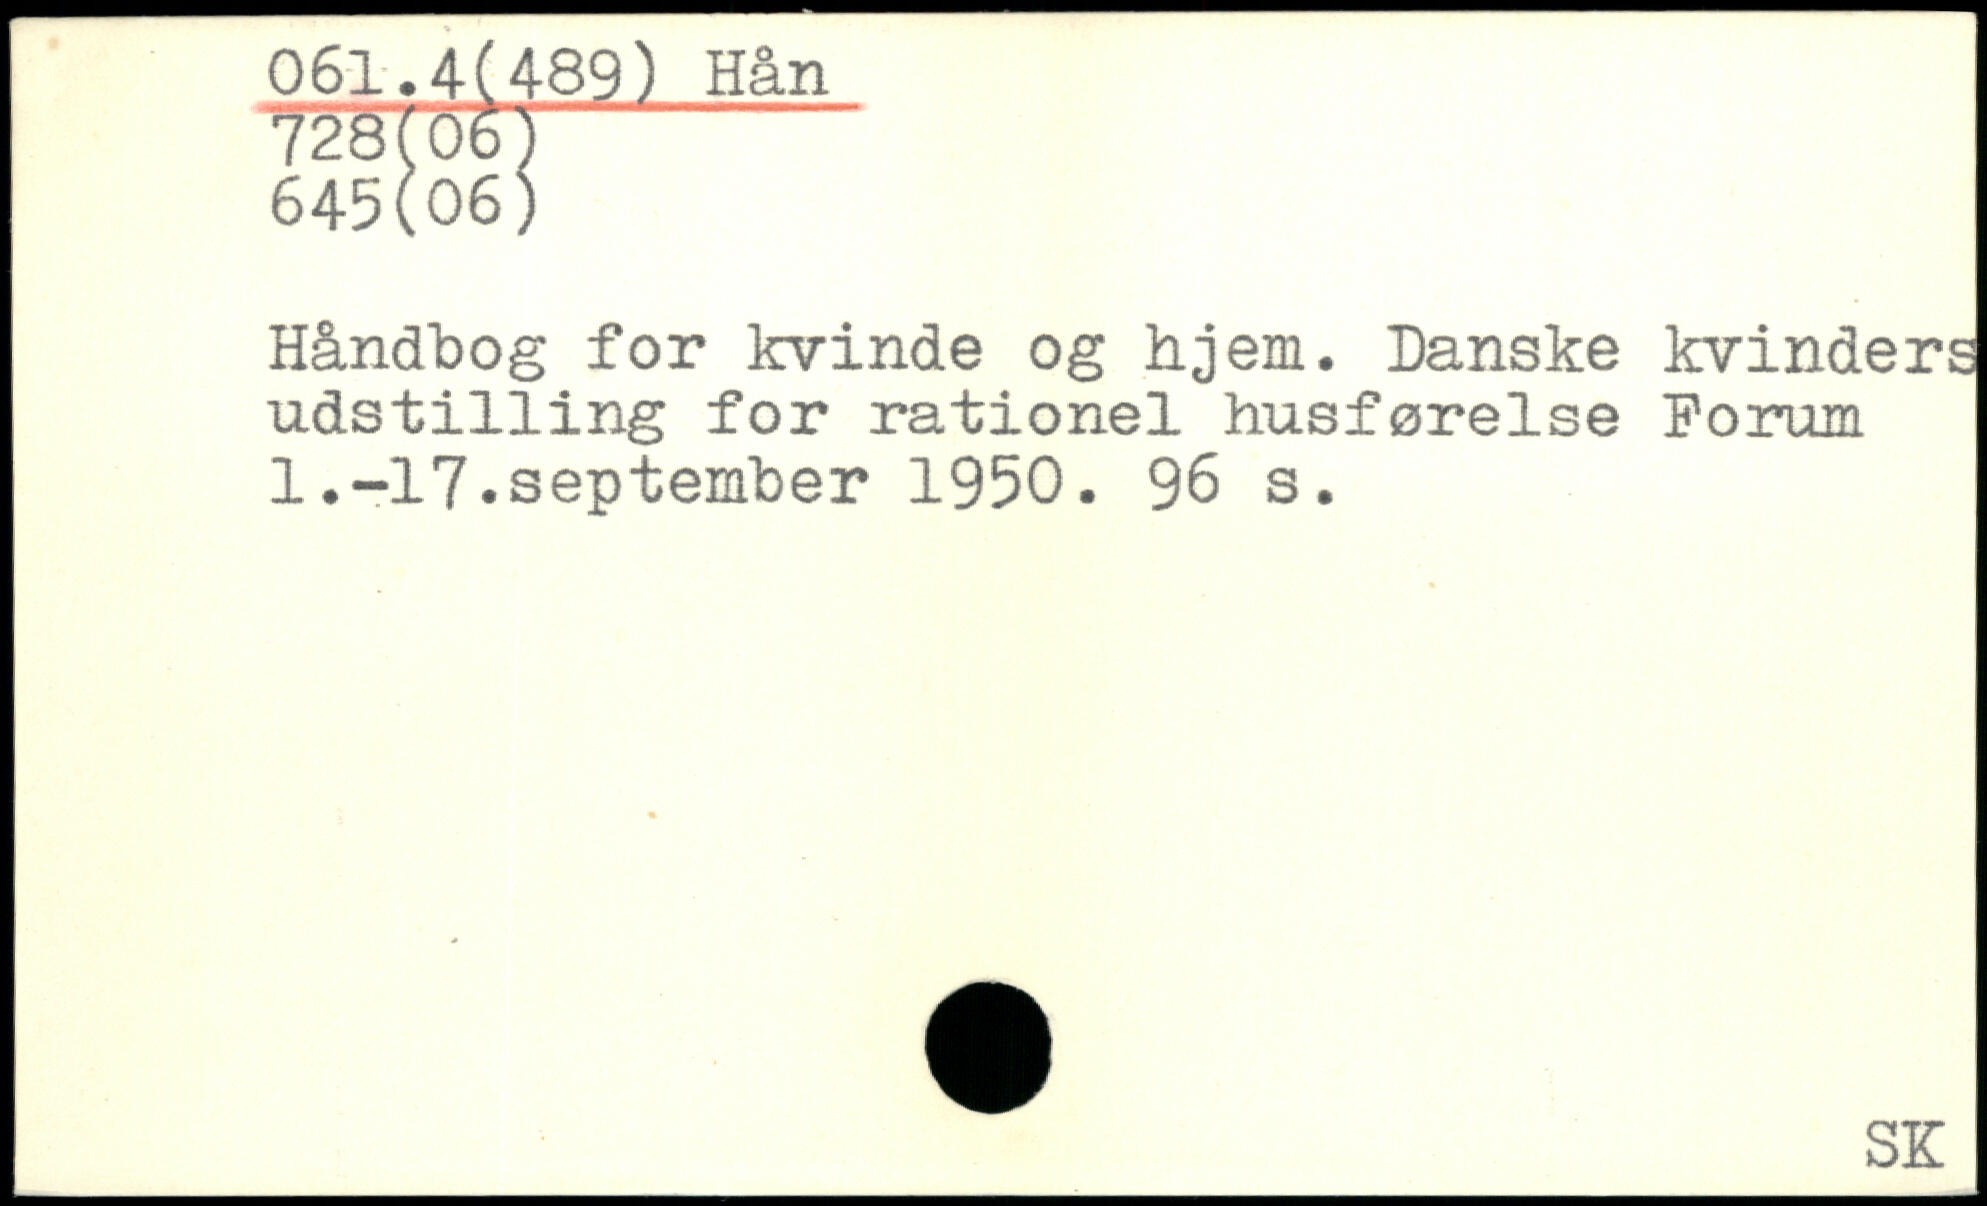 061.4(489) Hån
728(06)
645(06)
Håndbog for kvinde og hjem. Danske kvinders
udstilling for rationel husførelse Forum
1.-17.september 1950. 96 s.
SK